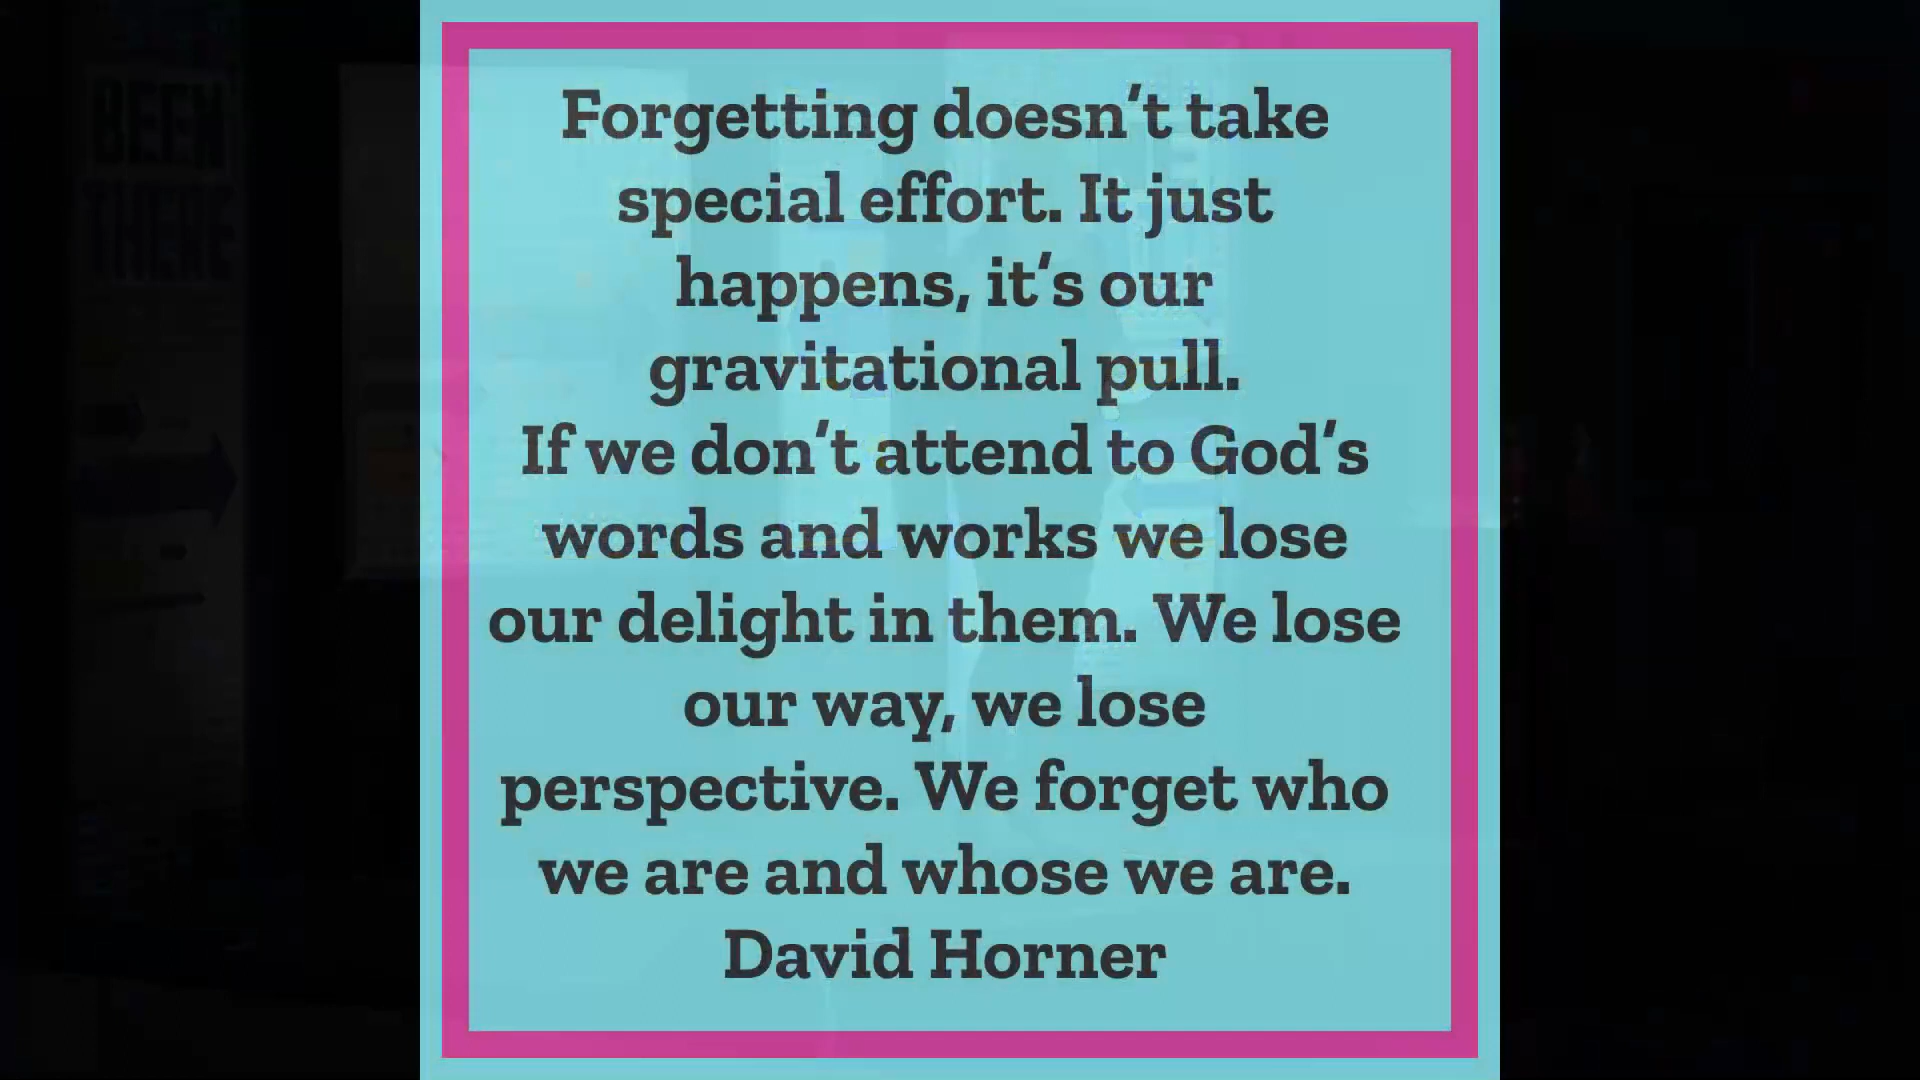 BEEN
THERE
Forgetting doesn’t take
special effort. It just
happens, it’s our
gravitational pull.
If we don’t attend to God’s
words and works we lose
our delight in them. We lose
our way, we lose
perspective. We forget who
we are and whose we are.
David Horner